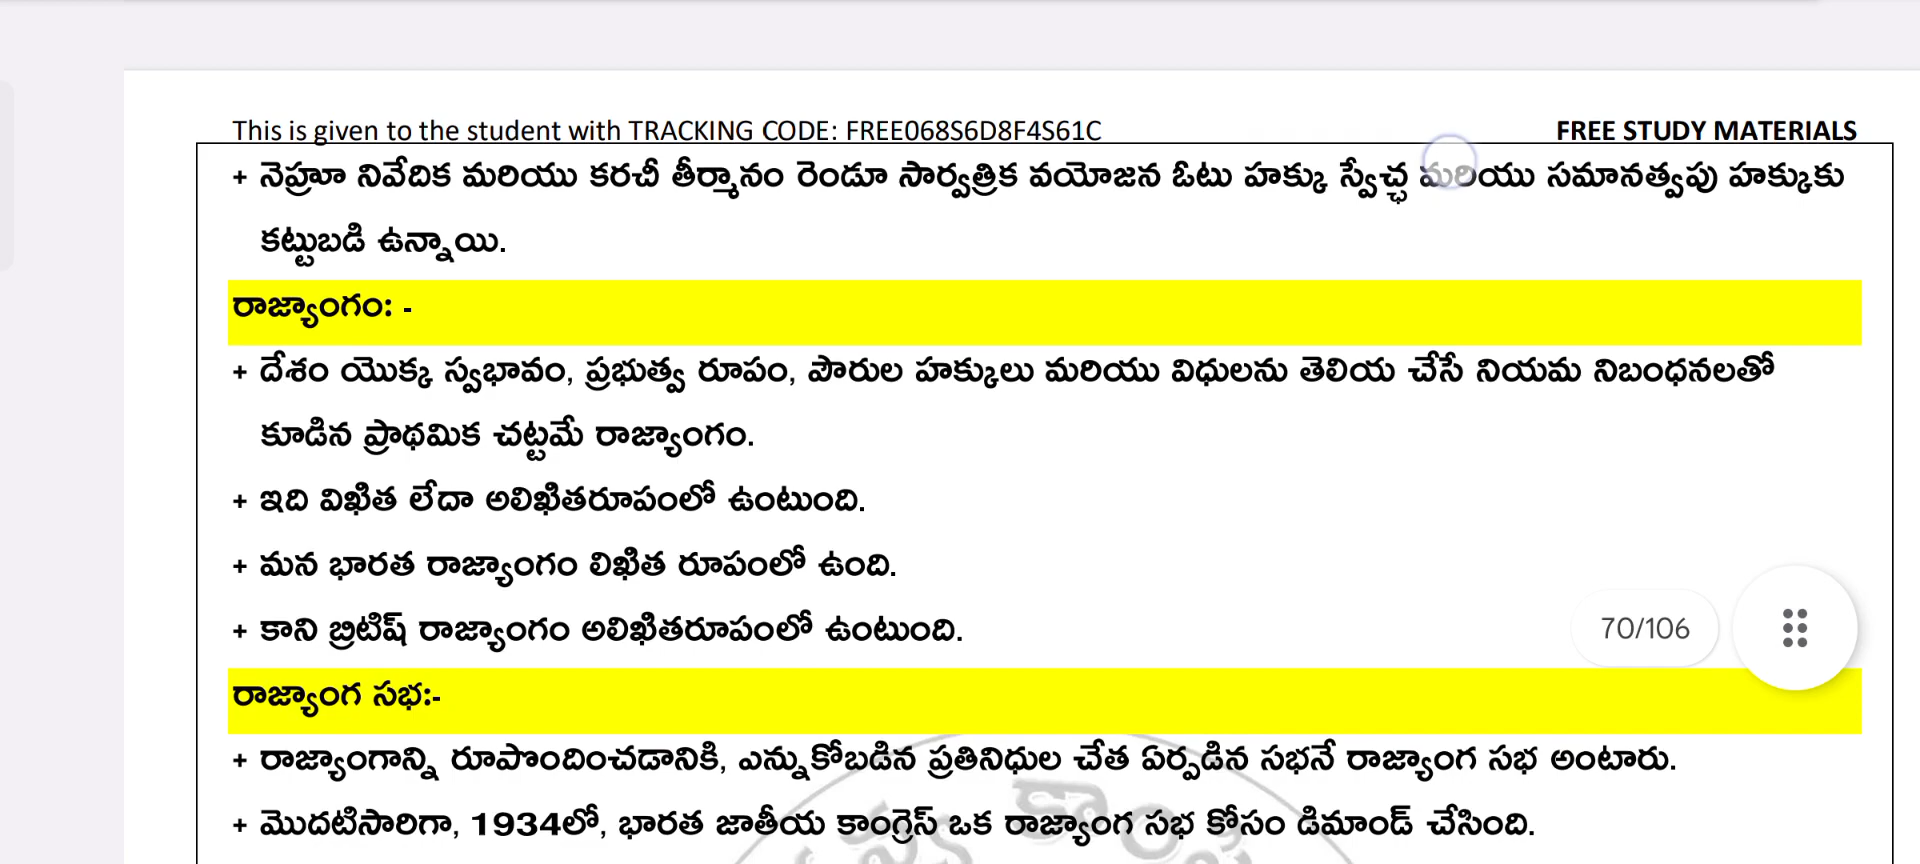 This is given to the student with TRACKING CODE: FREE068S6D8F4S61C FREE STUDY MATERIALS
+ నెహ్రూ నివేదిక మరియు కరచీ తీర్మానం రెండూ సార్వత్రిక వయోజన ఓటు హక్కు స్వేచ్ఛ మరియు సమానత్వపు హక్కుకు
కట్టుబడి ఉన్నాయి.
రాజ్యాంగం: -
+ దేశం యొక్క స్వభావం, ప్రభుత్వ రూపం, పౌరుల హక్కులు మరియు విధులను తెలియ చేసే నియమ నిబంధనలతో
కూడిన ప్రాథమిక చట్టమే రాజ్యాంగం.
+ ఇది విఖిత లేదా అలిఖితరూపంలో ఉంటుంది.
+ మన భారత రాజ్యాంగం లిఖిత రూపంలో ఉంది.
+ కాని బ్రిటిష్ రాజ్యాంగం అలిఖితరూపంలో ఉంటుంది.
70/106
రాజ్యాంగ సభ:-
+ రాజ్యాంగాన్ని రూపొందించడానికి, ఎన్నుకోబడిన ప్రతినిధుల చేత ఏర్పడిన సభనే రాజ్యాంగ సభ అంటారు.
+ మొదటిసారిగా, 1934లో, భారత జాతీయ కాంగ్రెస్ ఒక రాజ్యాంగ సభ కోసం డిమాండ్ చేసింది.